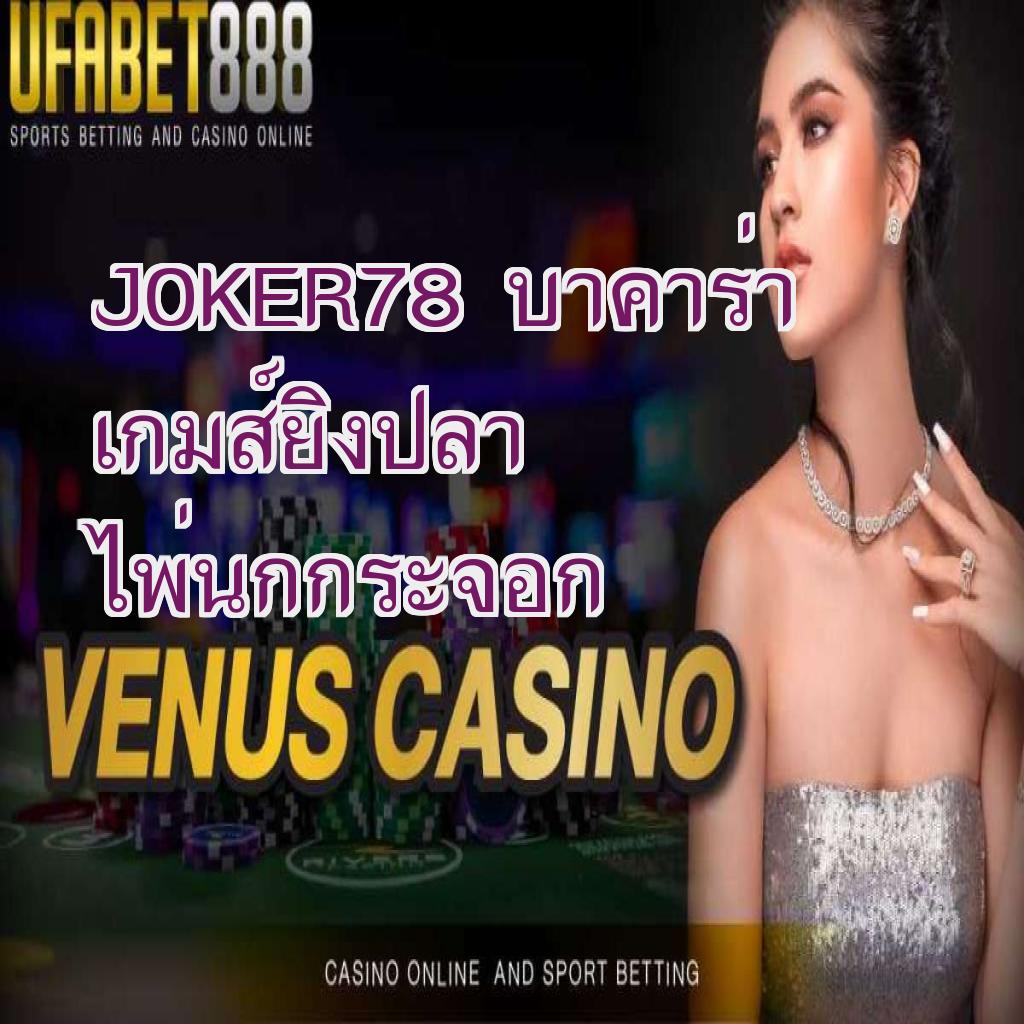 UFABET888
SPORTS BETTING AND CASINO ONLINE
JOKER78 บาคาร่า
เกมส์ยิงปลา
ไพ่นกกระจอก
VENUS CASINO
CASINO ONLINE AND SPORT BETTING